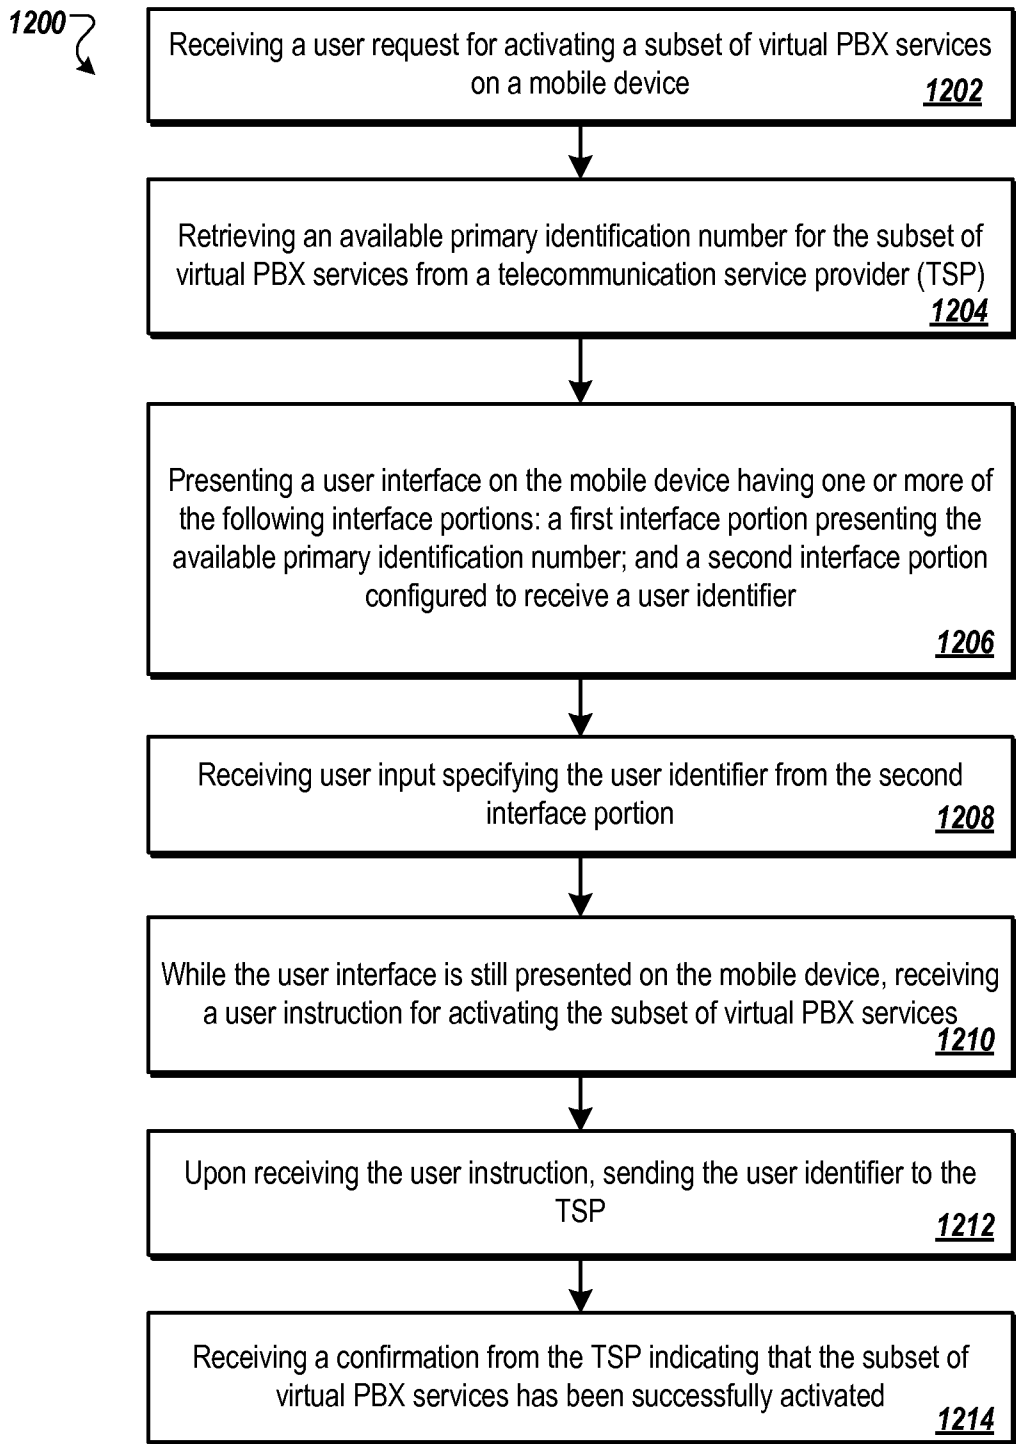 1200
Receiving a user request for activating a subset of virtual PBX services
on a mobile device
1202
Retrieving an available primary identification number for the subset of
virtual PBX services from a telecommunication service provider (TSP)
1204
Presenting a user interface on the mobile device having one or more of
the following interface portions: a first interface portion presenting the
available primary identification number; and a second interface portion
configured to receive a user identifier
1206
Receiving user input specifying the user identifier from the second
interface portion
1208
While the user interface is still presented on the mobile device, receiving
a user instruction for activating the subset of virtual PBX services
1210
Upon receiving the user instruction, sending the user identifier to the
TSP
1212
Receiving a confirmation from the TSP indicating that the subset of
virtual PBX services has been successfully activated
1214